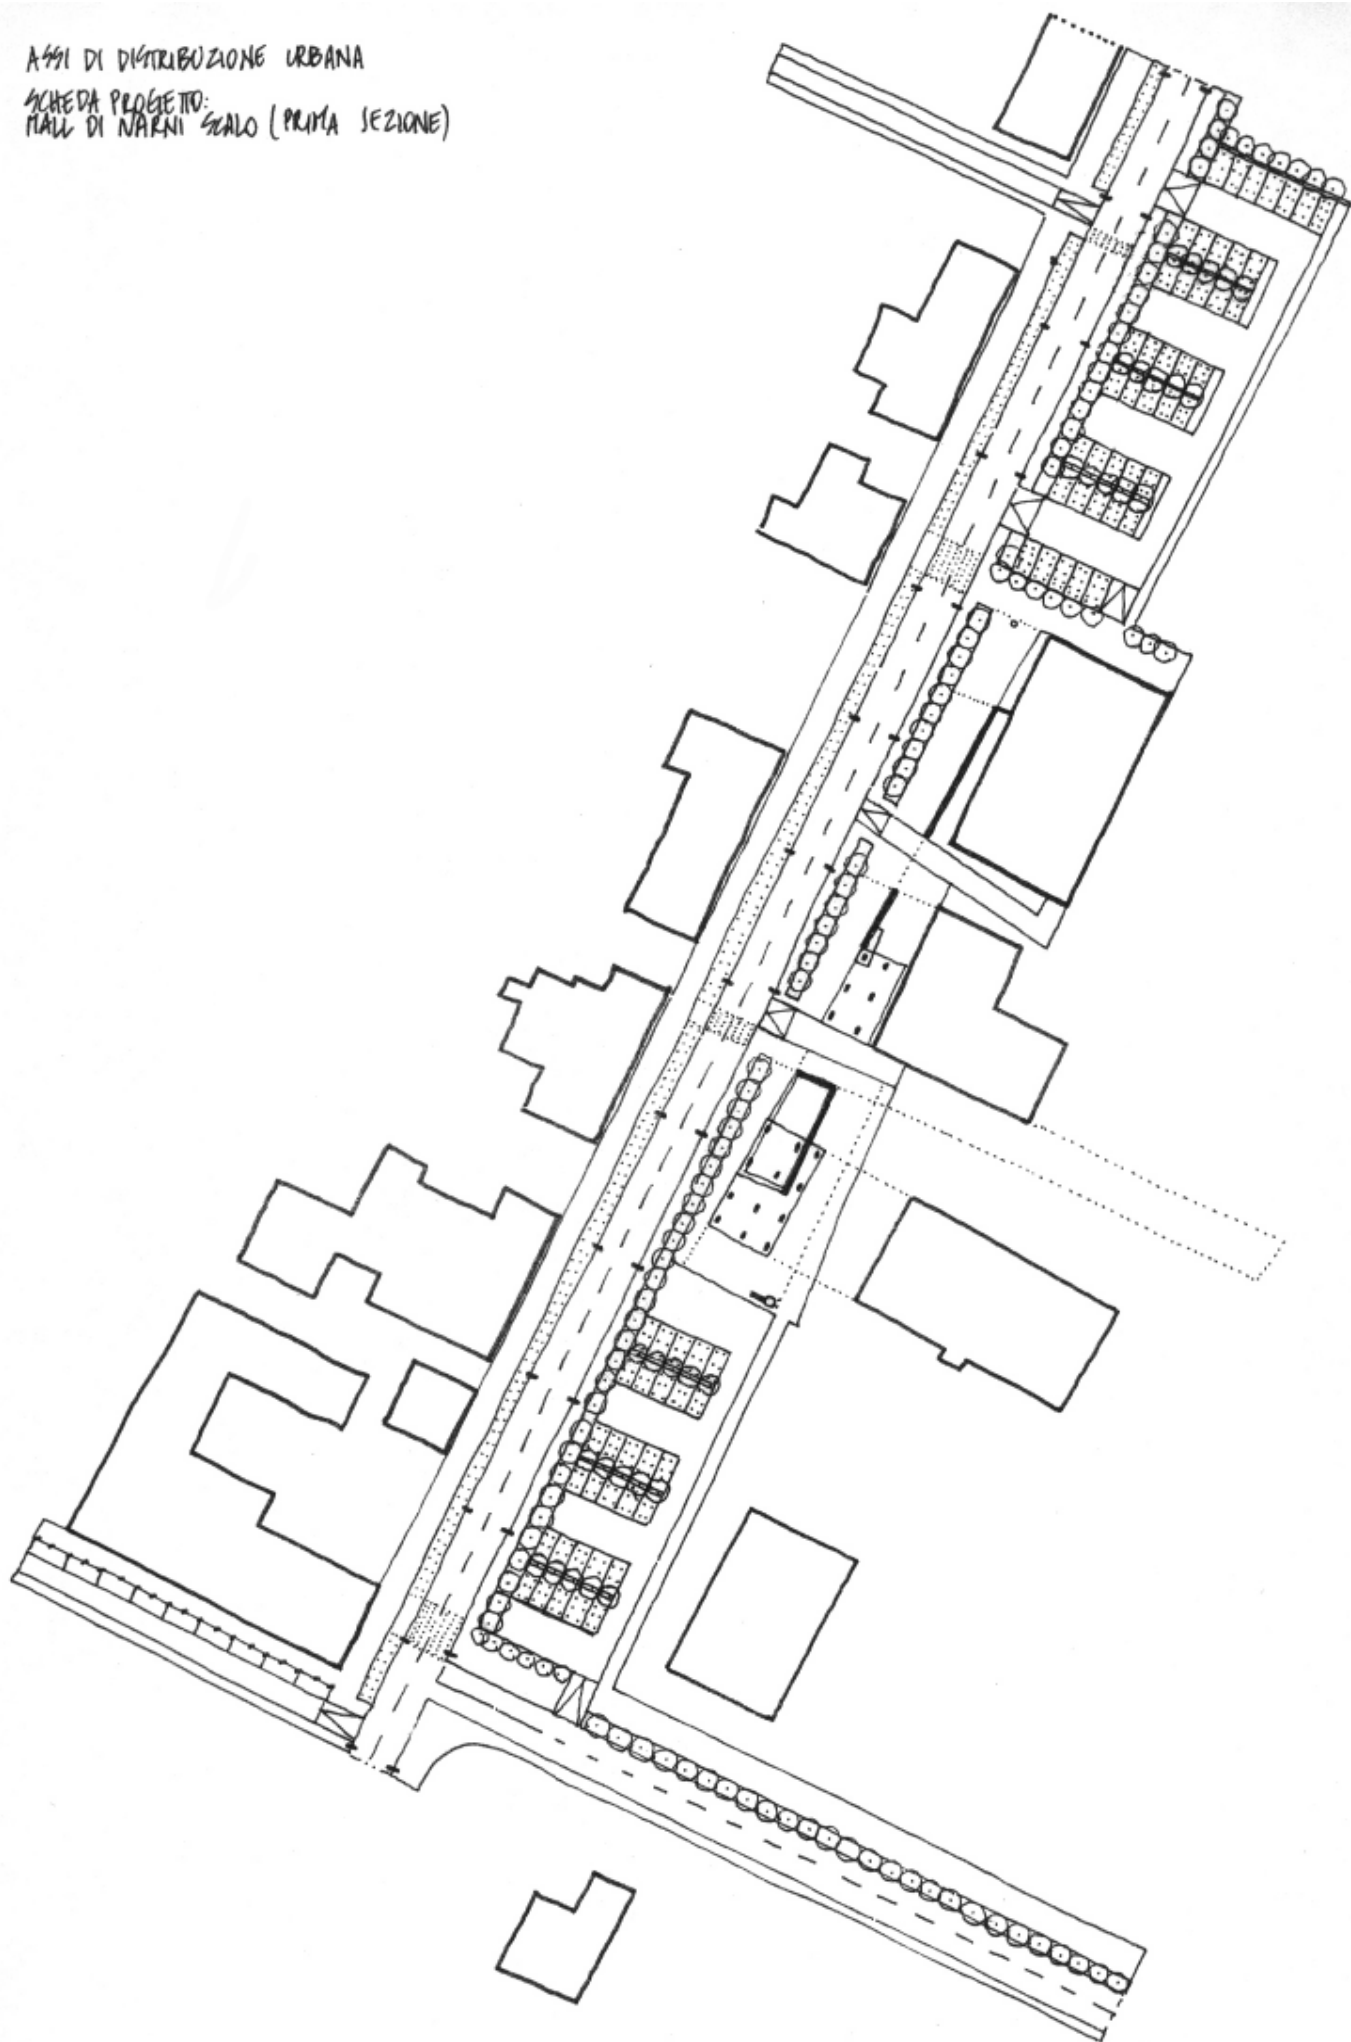 ASSI DI DISTRIBUZIONE URBANA
SCHEDA PROGETTO:
MALL DI NARNI SCALO (PRIMA SEZIONE)